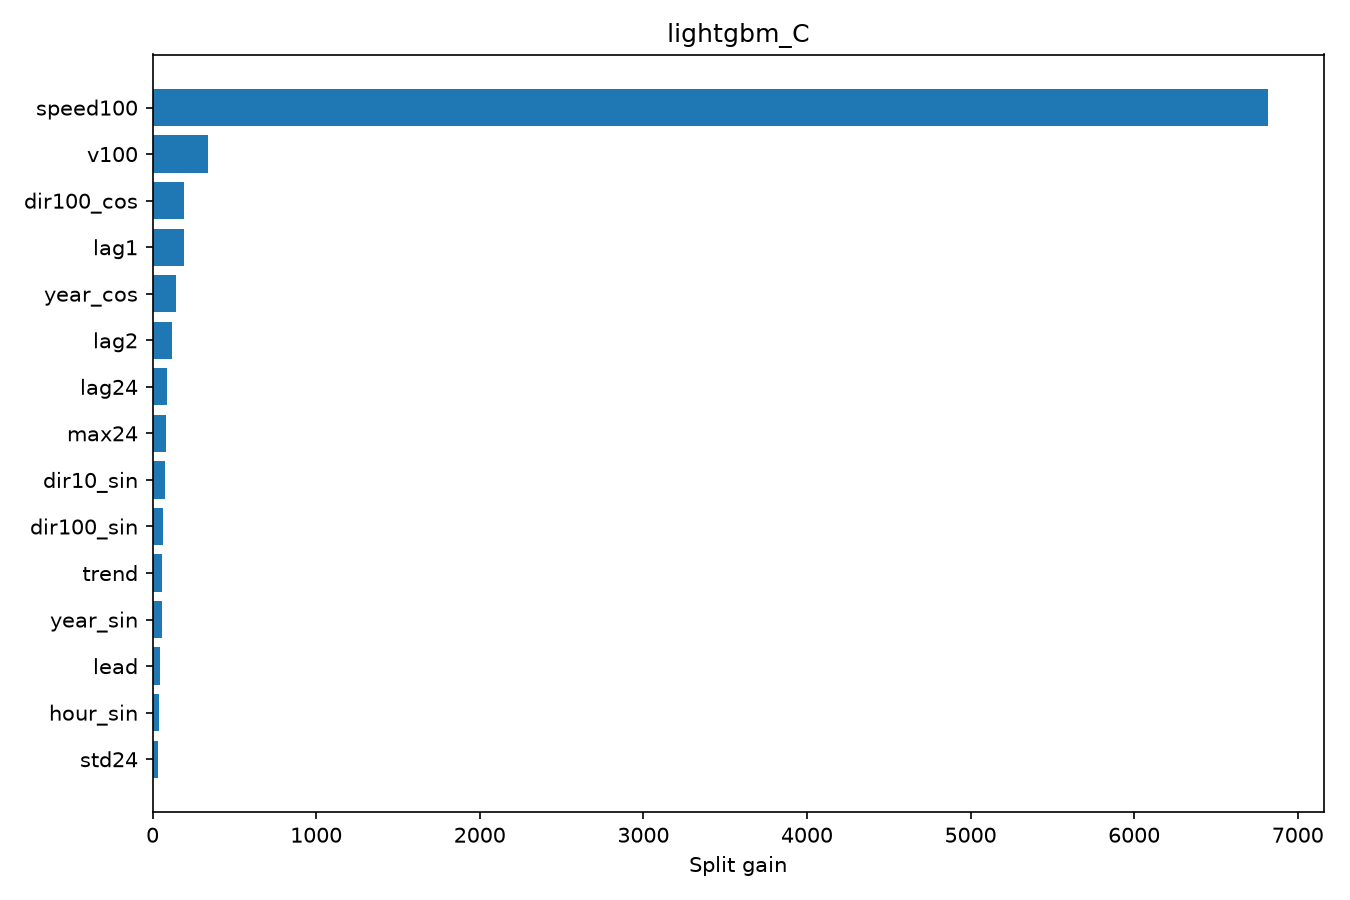 lightgbm_C
speed100
v100
dir100_cos
lag1
year_cos
lag2
lag24
max24
dir10_sin
dir100_sin
trend
year_sin
lead
hour_sin
std24
0 1000 2000 3000 4000 5000 6000 7000
Split gain